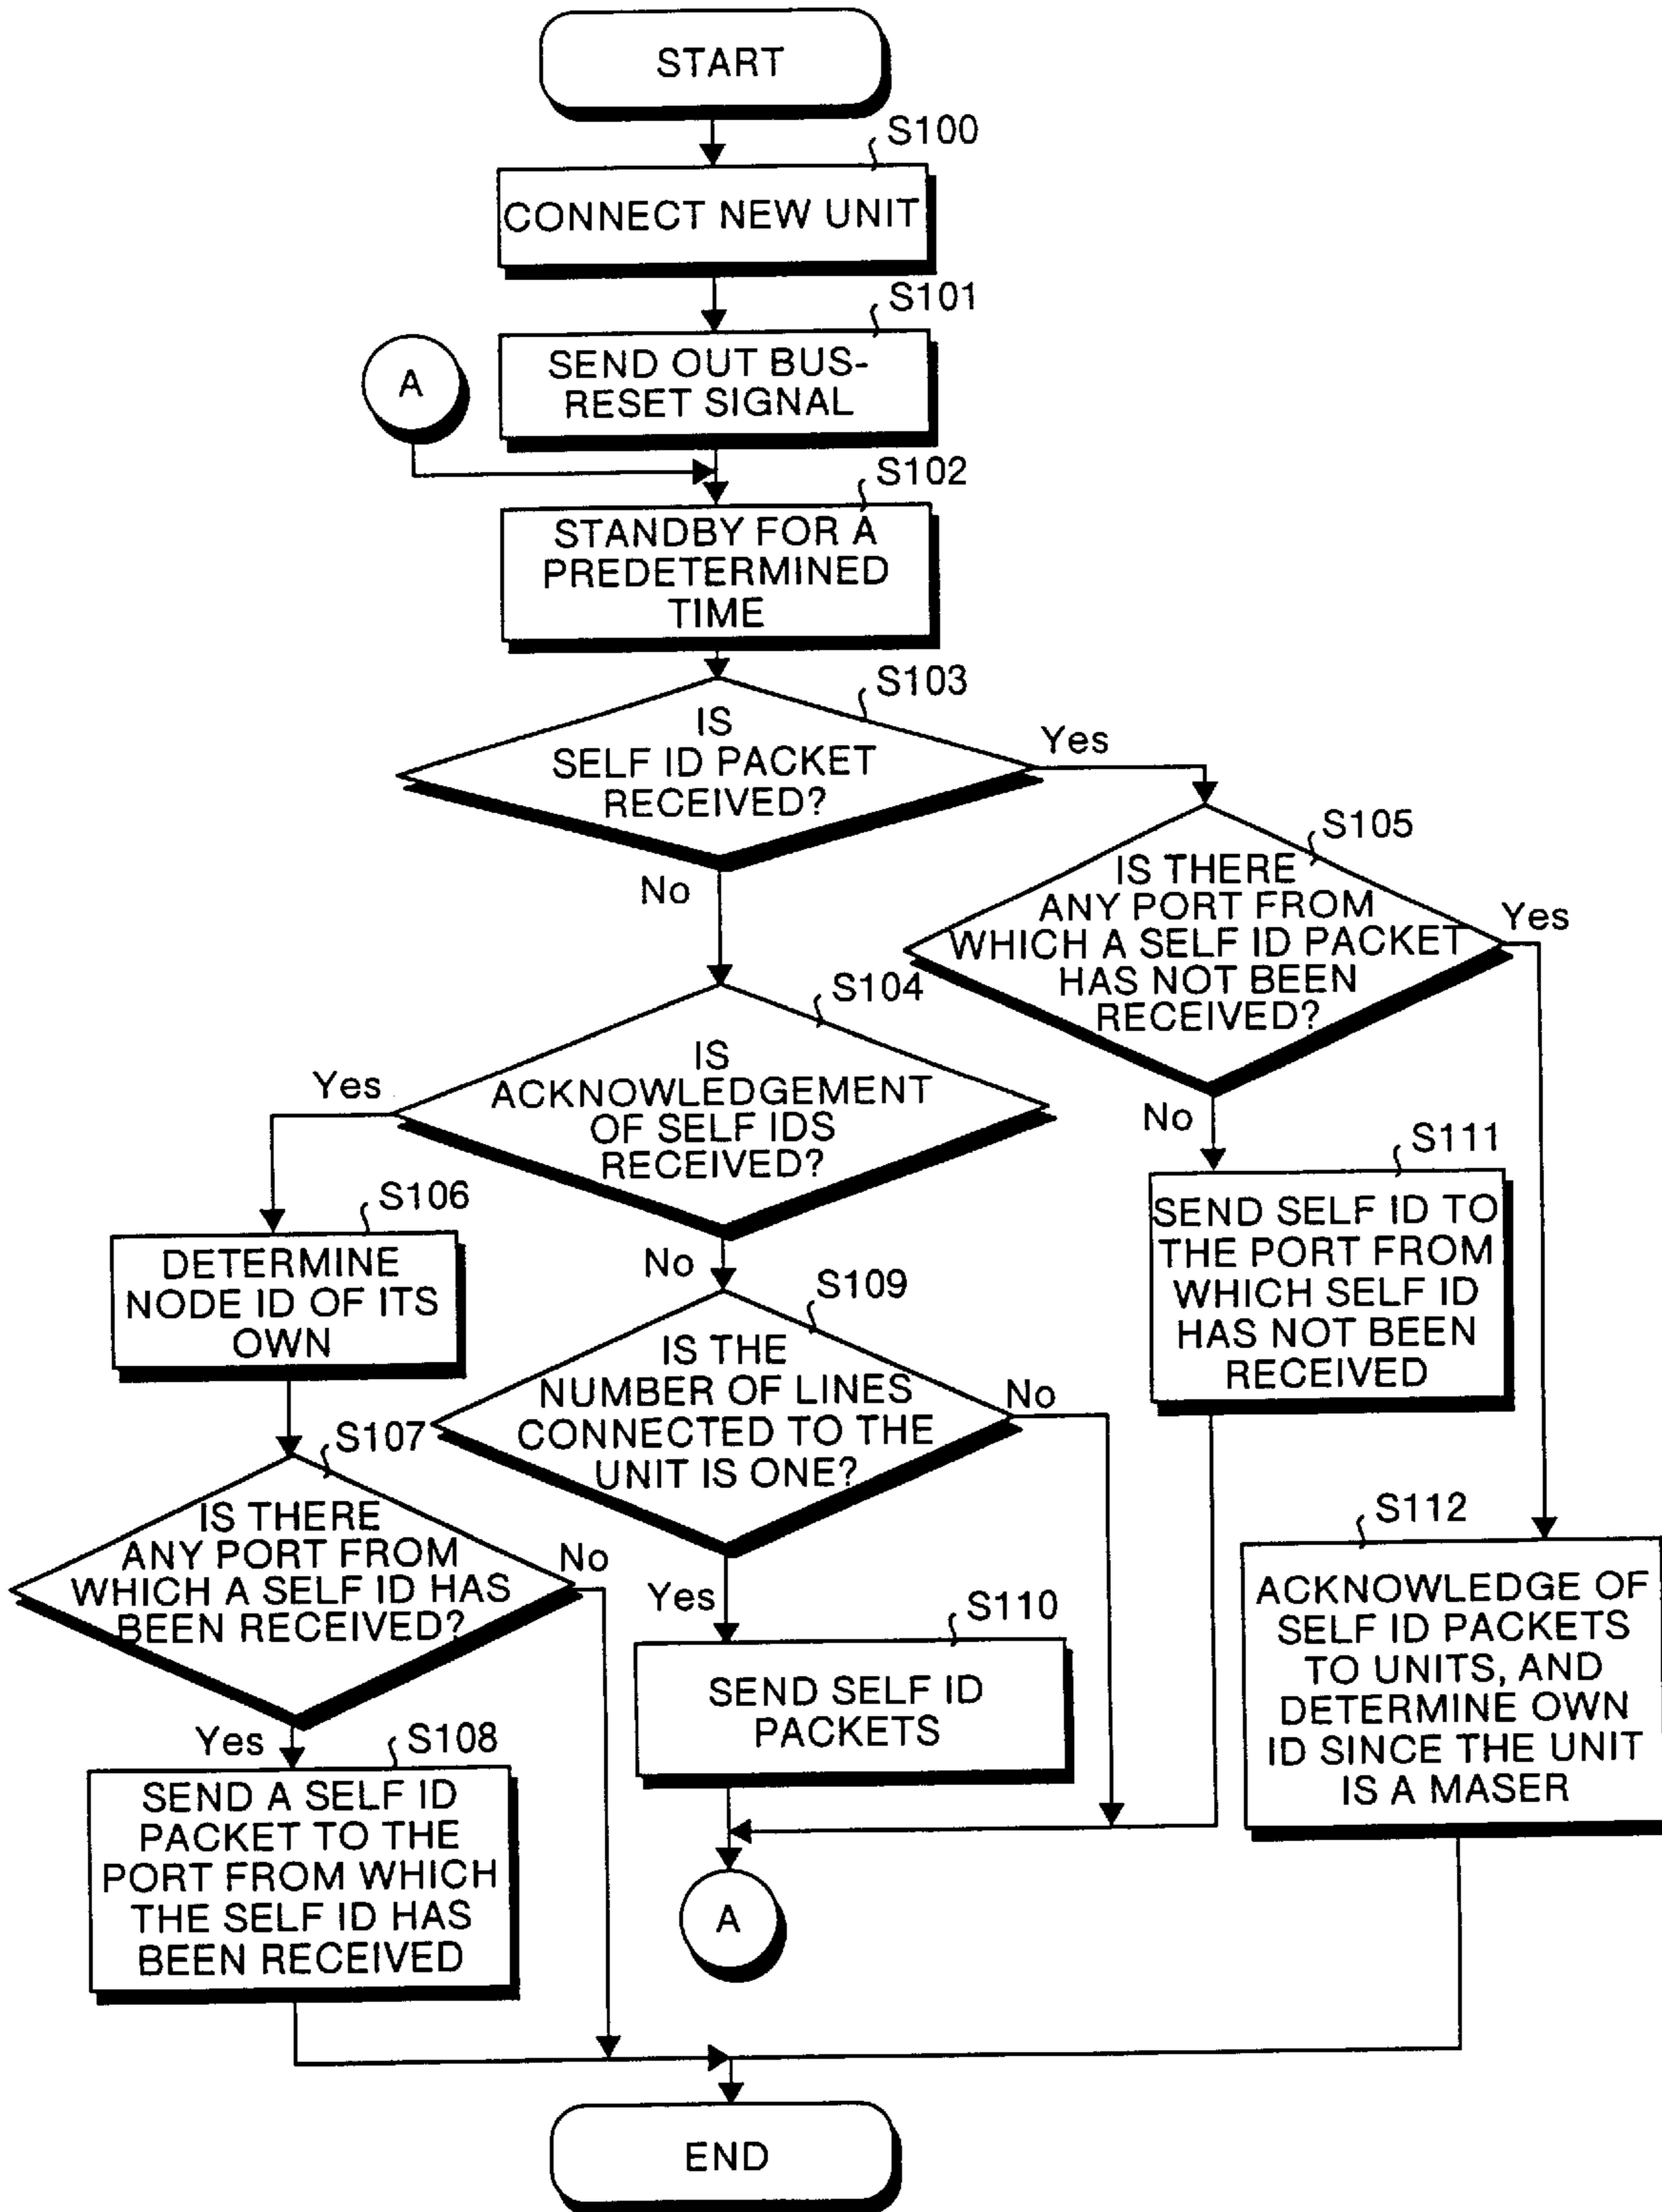 START
S100
CONNECT NEW UNIT
S101
SEND OUT BUS-
RESET SIGNAL
A
S102
STANDBY FOR A
PREDETERMINED
TIME
S103
IS
SELF ID PACKET
RECEIVED?
Yes
No
S105
IS THERE
ANY PORT FROM
WHICH A SELF ID PACKET
HAS NOT BEEN
RECEIVED?
Yes
No
S104
IS
ACKNOWLEDGEMENT
OF SELF IDS
RECEIVED?
Yes
No
S106
DETERMINE
NODE ID OF ITS
OWN
S109
IS THE
NUMBER OF LINES
CONNECTED TO THE
UNIT IS ONE?
No
Yes
S111
SEND SELF ID TO
THE PORT FROM
WHICH SELF ID
HAS NOT BEEN
RECEIVED
S107
IS THERE
ANY PORT FROM
WHICH A SELF ID HAS
BEEN RECEIVED?
No
Yes
S110
SEND SELF ID
PACKETS
S112
ACKNOWLEDGE OF
SELF ID PACKETS
TO UNITS, AND
DETERMINE OWN
ID SINCE THE UNIT
IS A MASER
S108
SEND A SELF ID
PACKET TO THE
PORT FROM WHICH
THE SELF ID HAS
BEEN RECEIVED
A
END